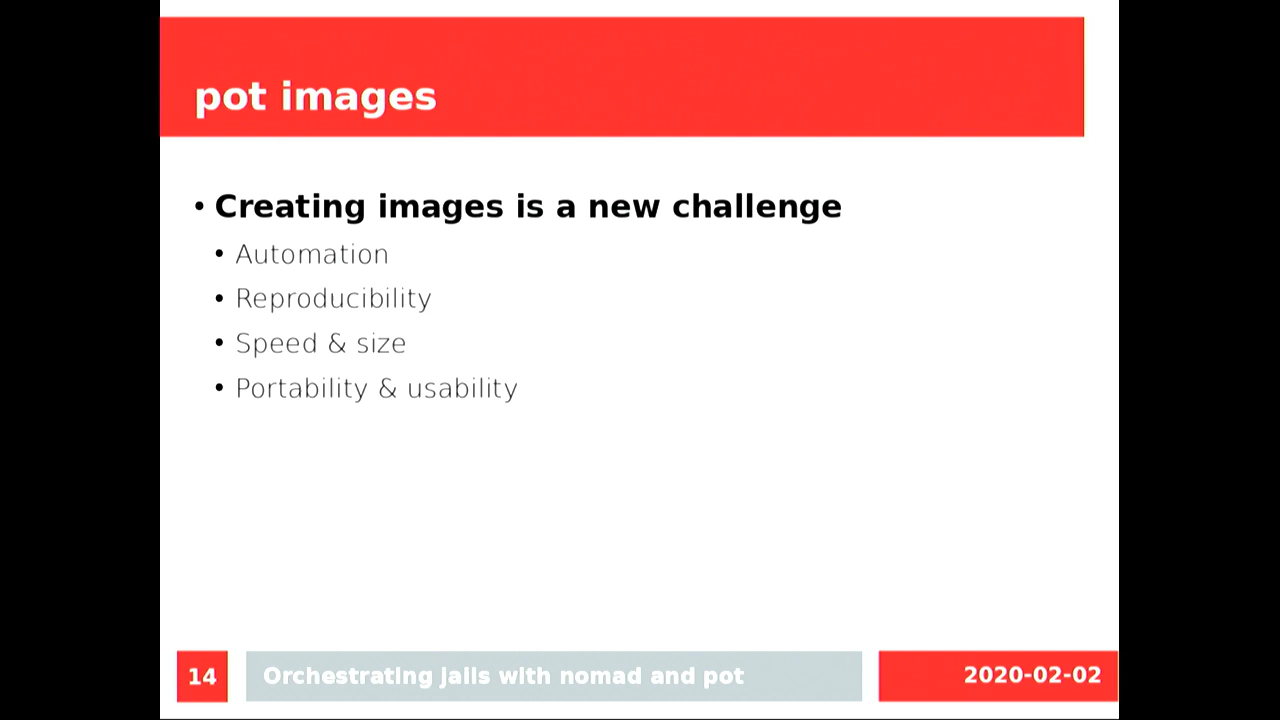 pot images
• Creating images is a new challenge
• Automation
• Reproducibility
• Speed & size
• Portability & usability
14
Orchestrating jails with nomad and pot
2020-02-02